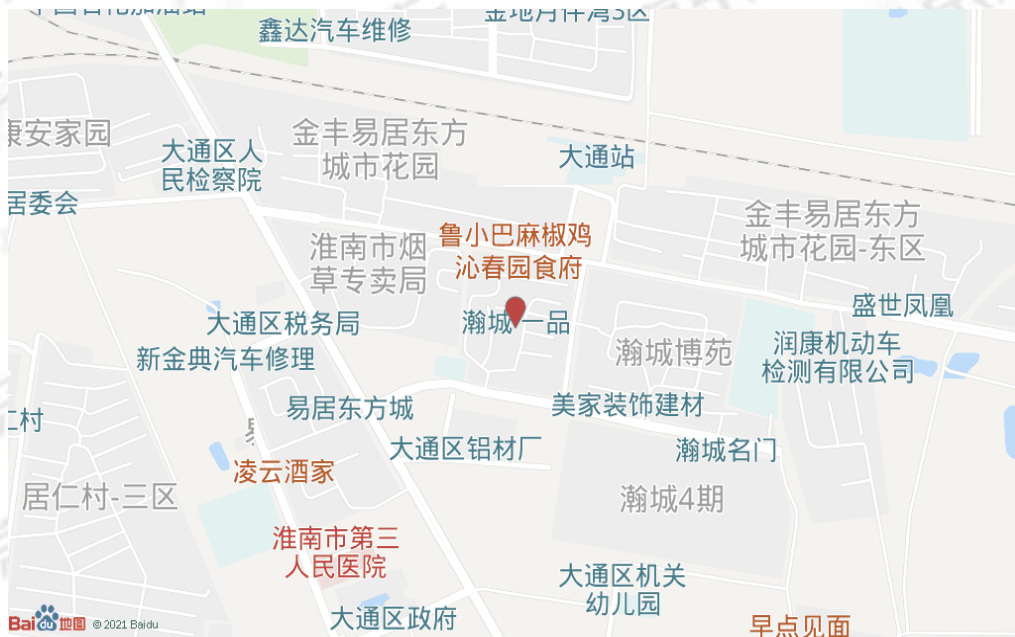 金地月伴湾3区
鑫达汽车维修
康安家园
金丰易居东方
城市花园
大通区人
民检察院
大通站
居委会
金丰易居东方
城市花园-东区
鲁小巴麻椒鸡
沁春园食府
淮南市烟
草专卖局
盛世凤凰
大通区税务局
瀚城一品
润康机动车
检测有限公司
瀚城博苑
新金典汽车修理
易居东方城
美家装饰建材
仁村
大通区铝材厂
瀚城名门
凌云酒家
居仁村-三区
瀚城4期
淮南市第三
人民医院
大通区机关
幼儿园
大通区政府
早点见面
Bai du 地图 © 2021 Baidu